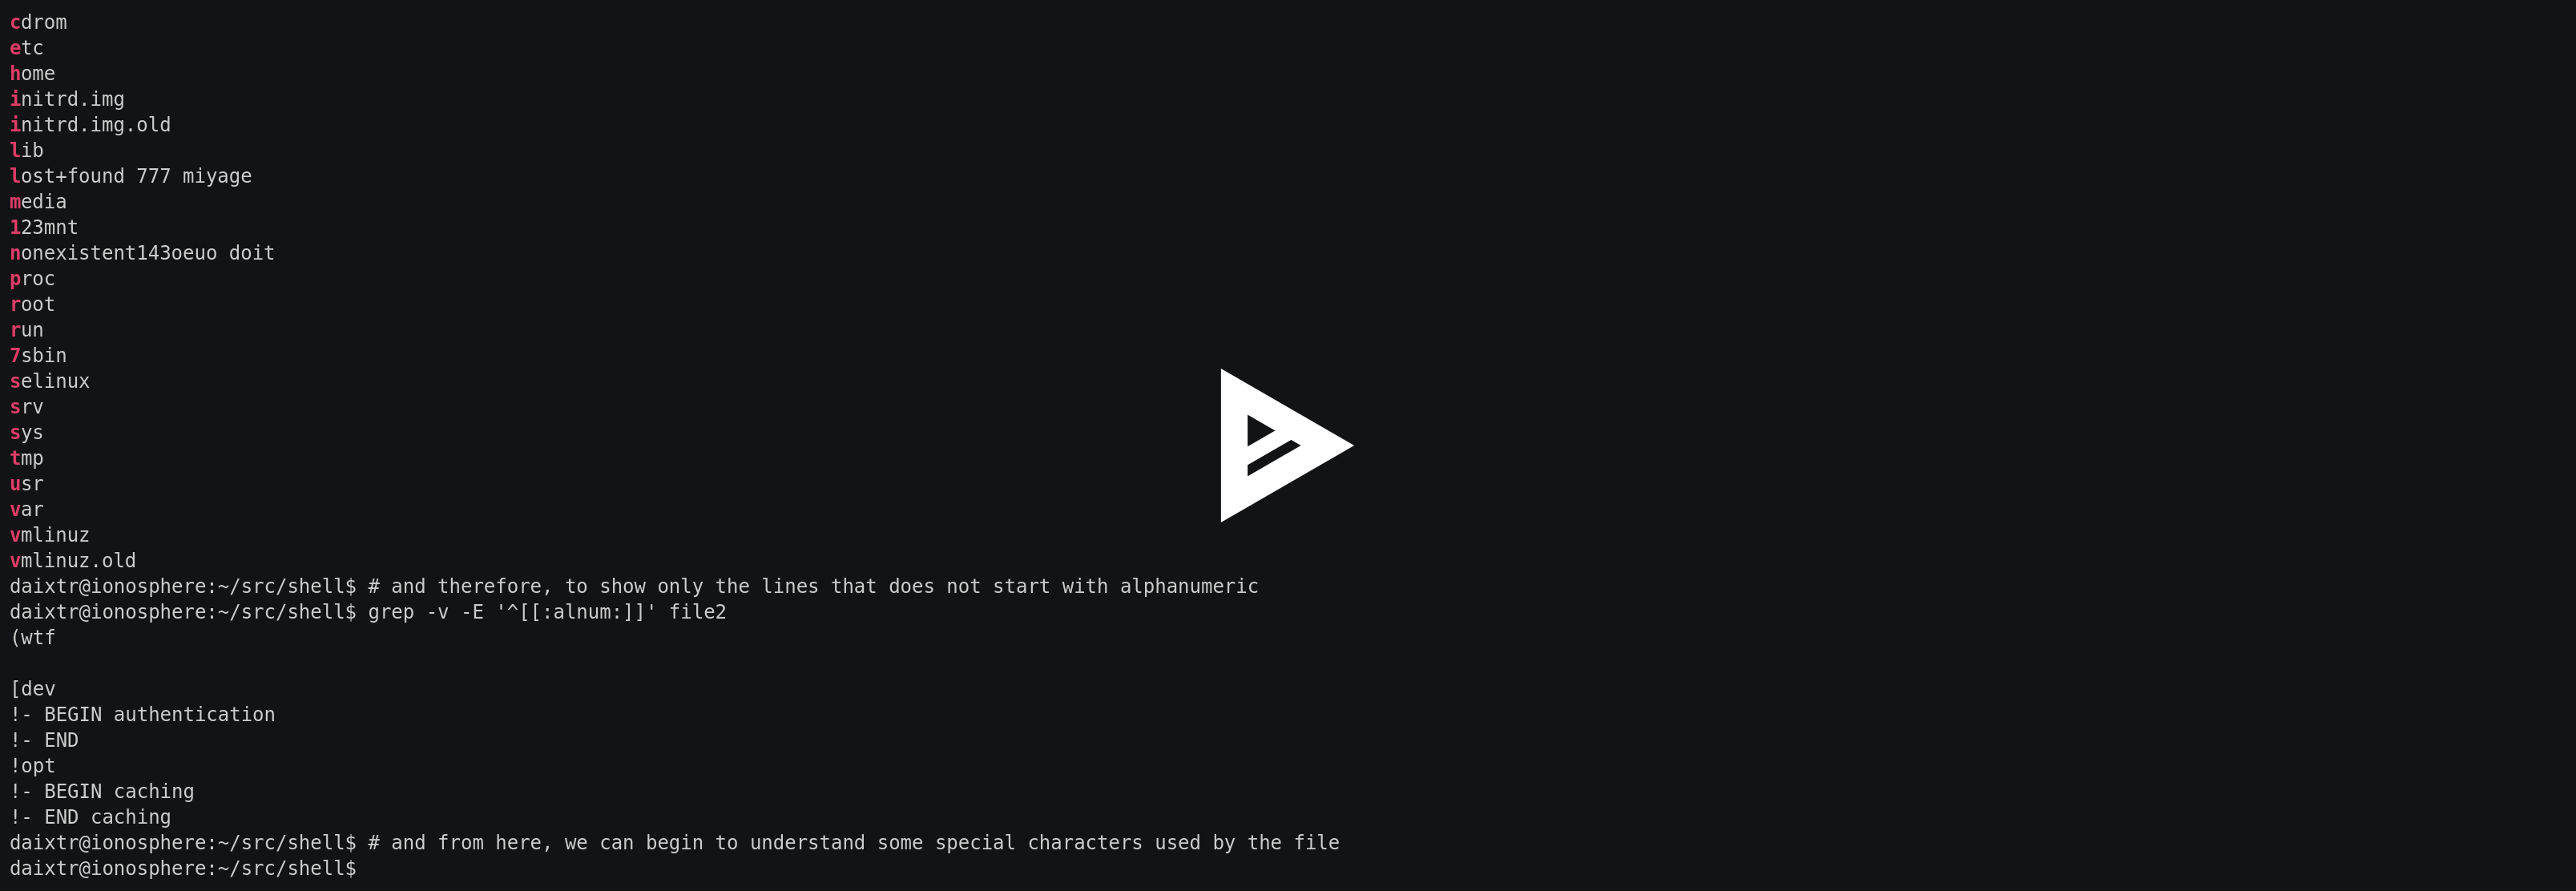 cdrom
etc
home
initrd.img
initrd.img.old
lib
lost+found 777 miyage
media
123mnt
nonexistent143oeuo doit
proc
root
run
7sbin
selinux
srv
sys
tmp
usr
var
vmlinuz
vmlinuz.old
daixtr@ionosphere:~/src/shell$ # and therefore, to show only the lines that does not start with alphanumeric
daixtr@ionosphere:~/src/shell$ grep -v -E '^[[:alnum:]]' file2
(wtf

[dev
!- BEGIN authentication
!- END
!opt
!- BEGIN caching
!- END caching
daixtr@ionosphere:~/src/shell$ # and from here, we can begin to understand some special characters used by the file
daixtr@ionosphere:~/src/shell$